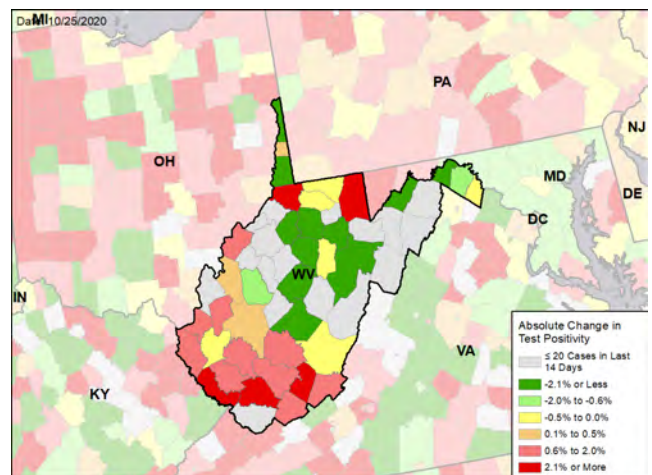 MI
Date: 10/25/2020
PA
NJ
OH
MD
DE
DC
WV
IN
VA
KY
Absolute Change in
Test Positivity
≤ 20 Cases in Last
14 Days
-2.1% or Less
-2.0% to -0.6%
-0.5% to 0.0%
0.1% to 0.5%
0.6% to 2.0%
2.1% or More